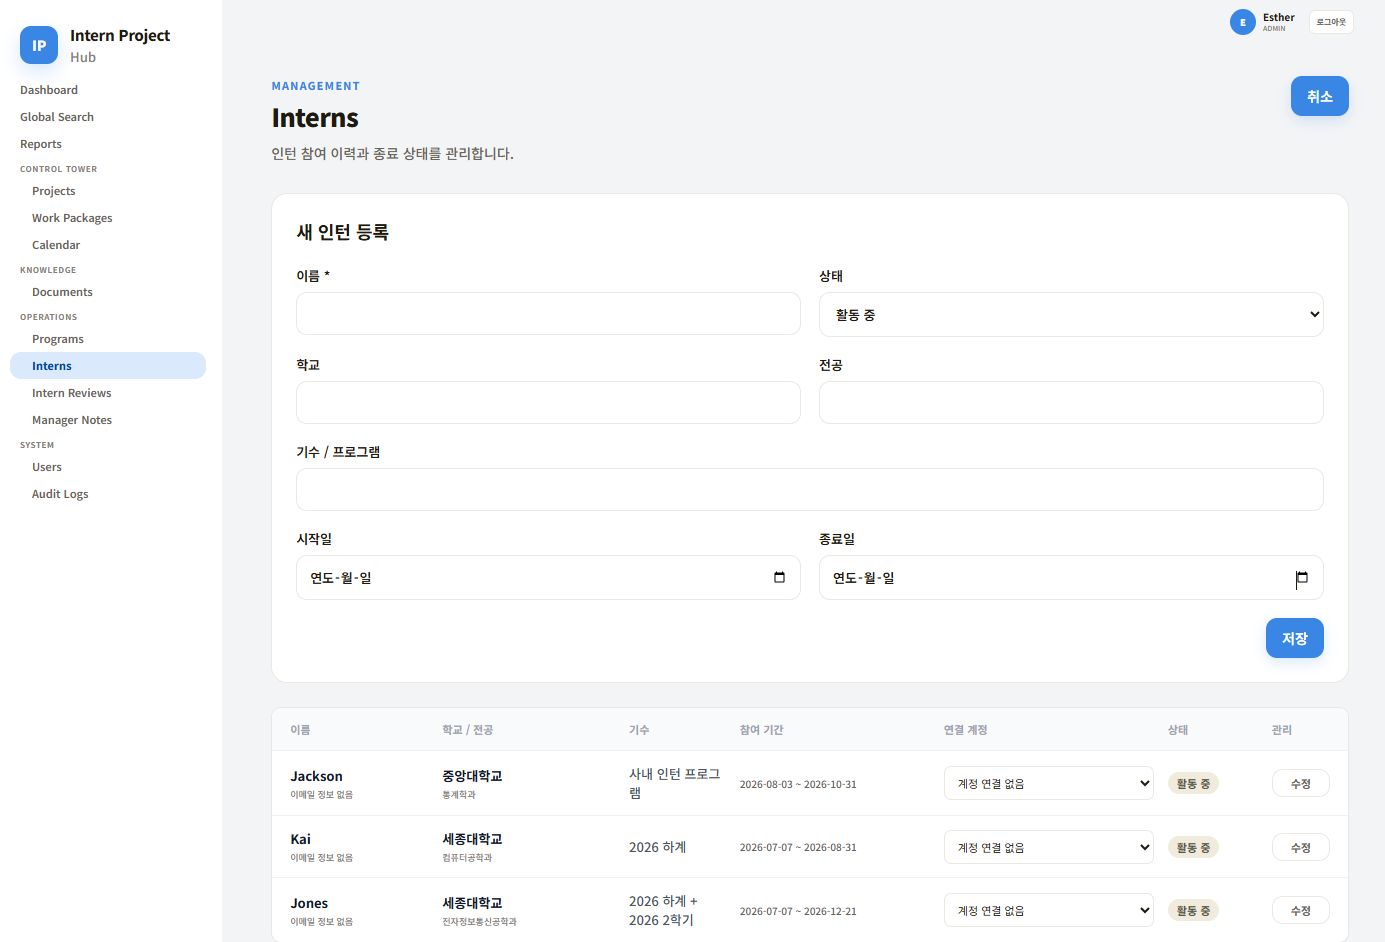 IP
Intern Project
Hub
Dashboard
Global Search
Reports
CONTROL TOWER
Projects
Work Packages
Calendar
KNOWLEDGE
Documents
OPERATIONS
Programs
Interns
Intern Reviews
Manager Notes
SYSTEM
Users
Audit Logs
E
Esther
ADMIN
로그아웃
MANAGEMENT
Interns
인턴 참여 이력과 종료 상태를 관리합니다.
취소
새 인턴 등록
이름 *
상태
활동 중
학교
전공
기수 / 프로그램
시작일
종료일
연도-월-일
연도-월-일
저장
이름 학교 / 전공 기수 참여 기간 연결 계정 상태 관리
Jackson
이메일 정보 없음
중앙대학교
통계학과
사내 인턴 프로그
램
2026-08-03 ~ 2026-10-31
계정 연결 없음
활동 중
수정
Kai
이메일 정보 없음
세종대학교
컴퓨터공학과
2026 하계
2026-07-07 ~ 2026-08-31
계정 연결 없음
활동 중
수정
Jones
이메일 정보 없음
세종대학교
전자정보통신공학과
2026 하계 +
2026 2학기
2026-07-07 ~ 2026-12-21
계정 연결 없음
활동 중
수정